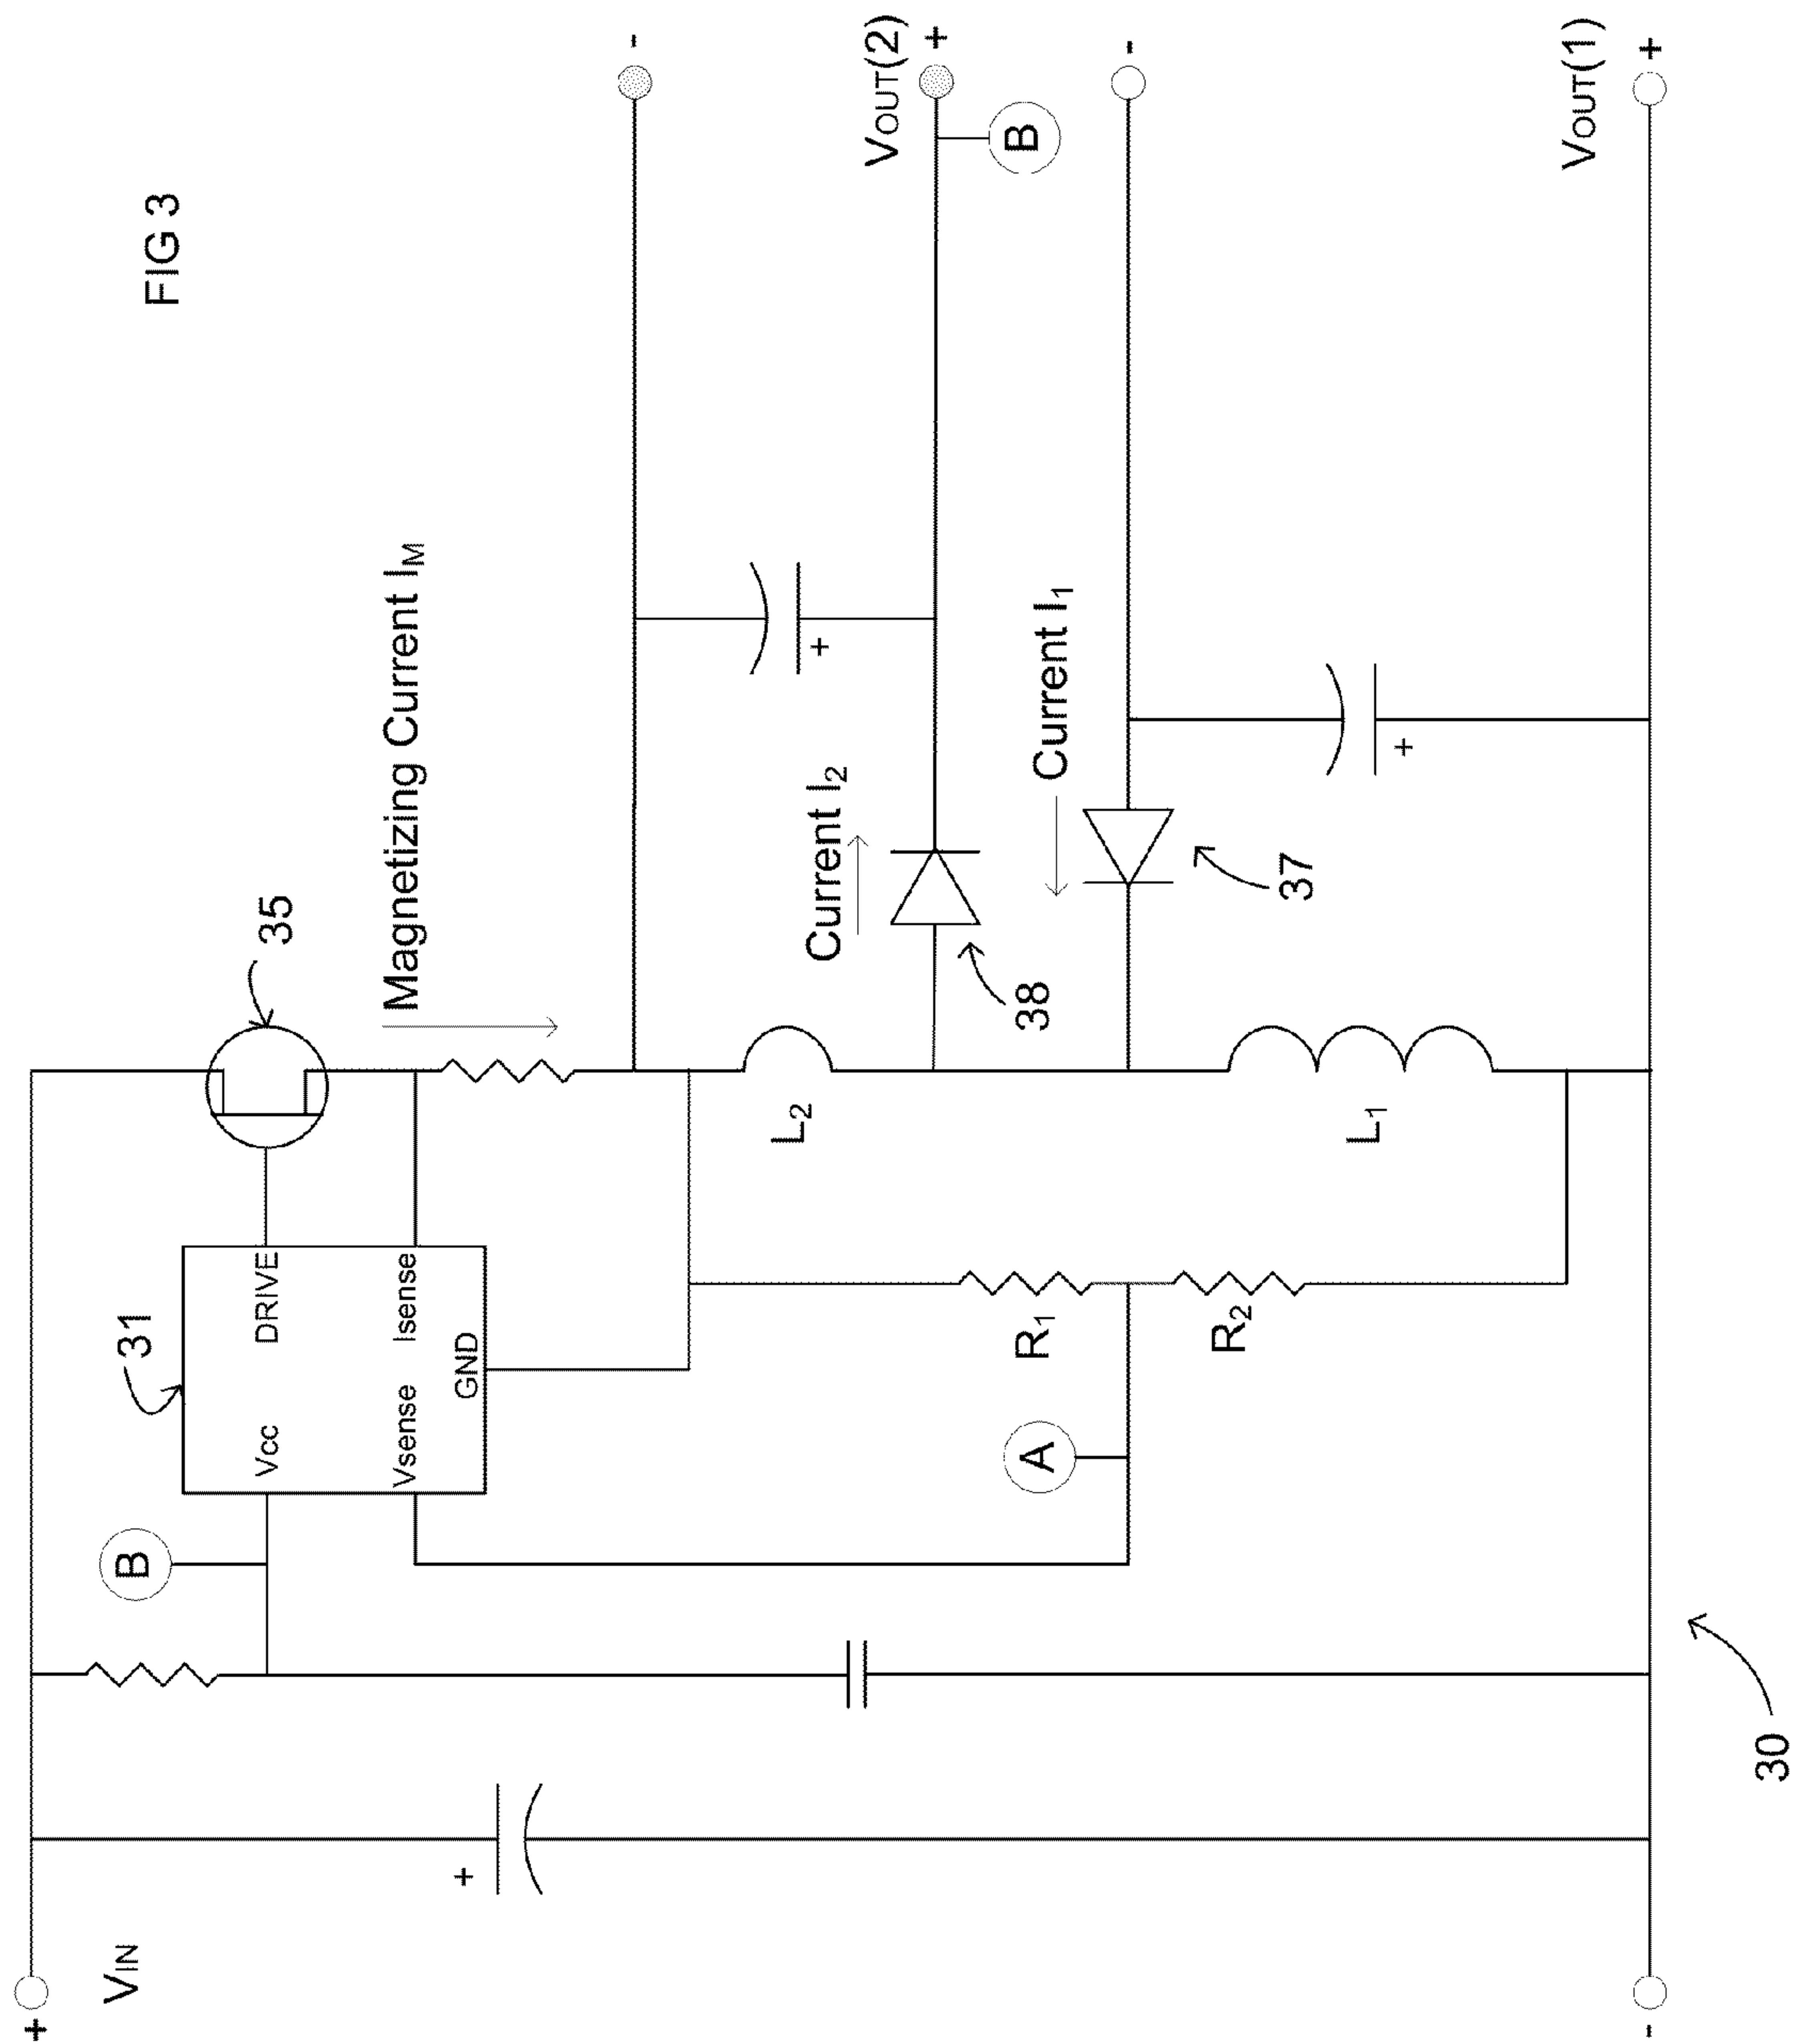 FIG 3
+
VIN
-
30
+
B
31
Vcc
DRIVE
Vsense
Isense
GND
35
Magnetizing Current IM
A
R1
R2
L2
L1
38
37
Current I2
Current I1
+
+
-
VOUT(2)
+
B
-
VOUT(1)
+